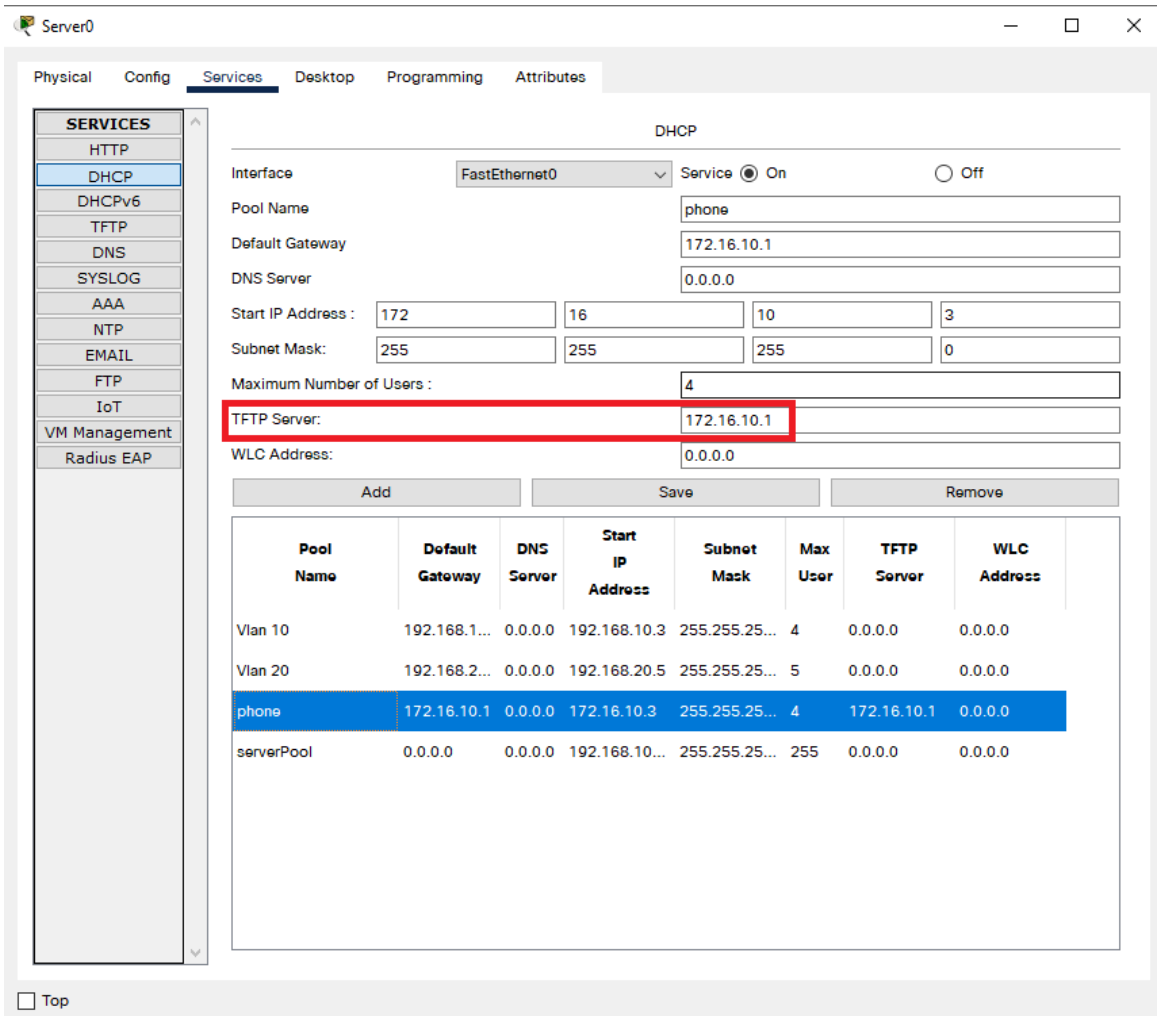 Server0
Physical Config Services Desktop Programming Attributes
SERVICES
HTTP
DHCP
DHCPv6
TFTP
DNS
SYSLOG
AAA
NTP
EMAIL
FTP
IoT
VM Management
Radius EAP
DHCP
Interface FastEthernet0 Service On Off
Pool Name phone
Default Gateway 172.16.10.1
DNS Server 0.0.0.0
Start IP Address : 172 16 10 3
Subnet Mask: 255 255 255 0
Maximum Number of Users : 4
TFTP Server: 172.16.10.1
WLC Address: 0.0.0.0
Add Save Remove
Pool Name Default Gateway DNS Server Start IP Address Subnet Mask Max User TFTP Server WLC Address
Vlan 10 192.168.1... 0.0.0.0 192.168.10.3 255.255.25... 4 0.0.0.0 0.0.0.0
Vlan 20 192.168.2... 0.0.0.0 192.168.20.5 255.255.25... 5 0.0.0.0 0.0.0.0
phone 172.16.10.1 0.0.0.0 172.16.10.3 255.255.25... 4 172.16.10.1 0.0.0.0
serverPool 0.0.0.0 0.0.0.0 192.168.10... 255.255.25... 255 0.0.0.0 0.0.0.0
Top